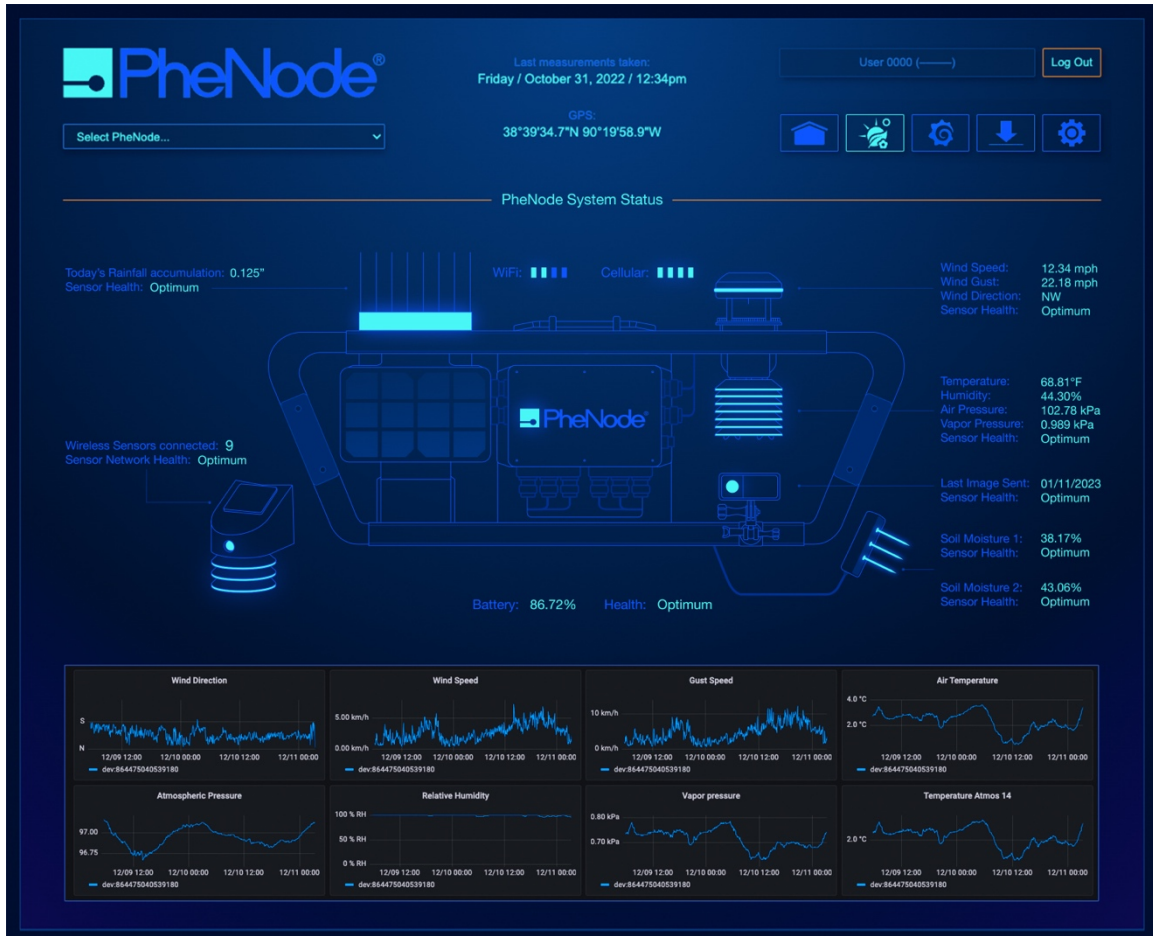 PheNode®
Last measurements taken:
Friday / October 31, 2022 / 12:34pm
User 0000 (———)
Log Out
Select PheNode...
GPS:
38°39'34.7"N 90°19'58.9"W
PheNode System Status
Today's Rainfall accumulation: 0.125"
Sensor Health: Optimum
WiFi:
Cellular:
Wind Speed: 12.34 mph
Wind Gust: 22.18 mph
Wind Direction: NW
Sensor Health: Optimum
Temperature: 68.81°F
Humidity: 44.30%
Air Pressure: 102.78 kPa
Vapor Pressure: 0.989 kPa
Sensor Health: Optimum
PheNode®
Wireless Sensors connected: 9
Sensor Network Health: Optimum
Last Image Sent: 01/11/2023
Sensor Health: Optimum
Soil Moisture 1: 38.17%
Sensor Health: Optimum
Soil Moisture 2: 43.06%
Sensor Health: Optimum
Battery: 86.72% Health: Optimum
Wind Direction
S
N
12/09 12:00 12/10 00:00 12/10 12:00 12/11 00:00
dev:864475040539180
Wind Speed
5.00 km/h
0.00 km/h
12/09 12:00 12/10 00:00 12/10 12:00 12/11 00:00
dev:864475040539180
Gust Speed
10 km/h
0 km/h
12/09 12:00 12/10 00:00 12/10 12:00 12/11 00:00
dev:864475040539180
Air Temperature
4.0 °C
2.0 °C
12/09 12:00 12/10 00:00 12/10 12:00 12/11 00:00
dev:864475040539180
Atmospheric Pressure
97.00
96.75
12/09 12:00 12/10 00:00 12/10 12:00 12/11 00:00
dev:864475040539180
Relative Humidity
100 % RH
50 % RH
0 % RH
12/09 12:00 12/10 00:00 12/10 12:00 12/11 00:00
dev:864475040539180
Vapor pressure
0.80 kPa
0.70 kPa
12/09 12:00 12/10 00:00 12/10 12:00 12/11 00:00
dev:864475040539180
Temperature Atmos 14
2.0 °C
12/09 12:00 12/10 00:00 12/10 12:00 12/11 00:00
dev:864475040539180